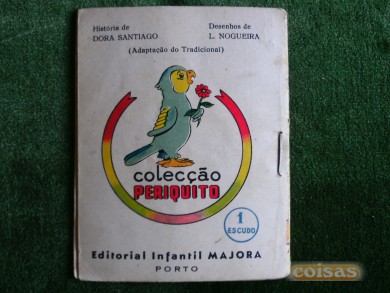 História de
DORA SANTIAGO
Desenhos de
L. NOGUEIRA
(Adaptação do Tradicional)
colecção
PERIQUITO
1
ESCUDO
Editorial Infantil MAJORA
PORTO
coisas